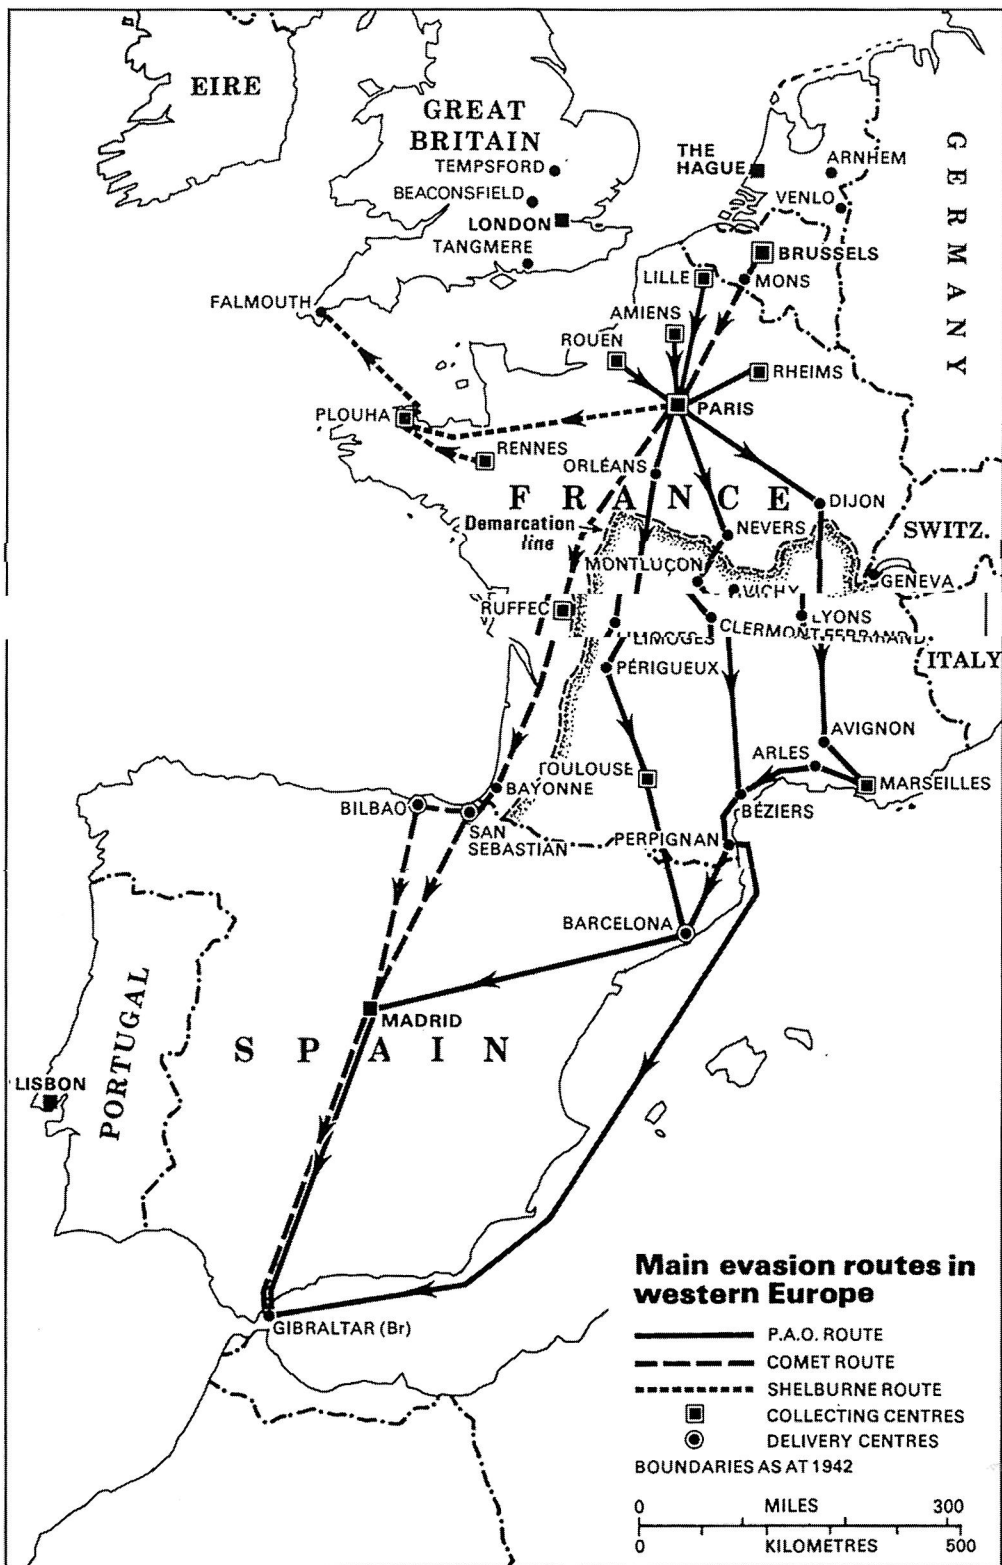 EIRE
GREAT
BRITAIN
TEMPSFORD
BEACONSFIELD
LONDON
TANGMERE
FALMOUTH
THE
HAGUE
ARNHEM
VENLO
GERMANY
BRUSSELS
LILLE
MONS
AMIENS
ROUEN
RHEIMS
PARIS
PLOUHA
RENNES
ORLÉANS
FRANCE
DIJON
Demarcation
line
NEVERS
SWITZ.
MONTLUÇON
GENEVA
VICHY
RUFFEC
LYONS
CLERMONT-FERRAND
LIMOGES
ITALY
PÉRIGUEUX
AVIGNON
ARLES
TOULOUSE
MARSEILLES
BAYONNE
BILBAO
BÉZIERS
SAN
SEBASTIAN
PERPIGNAN
BARCELONA
PORTUGAL
MADRID
SPAIN
LISBON
GIBRALTAR (Br)
Main evasion routes in
western Europe
P.A.O. ROUTE
COMET ROUTE
SHELBURNE ROUTE
COLLECTING CENTRES
DELIVERY CENTRES
BOUNDARIES AS AT 1942
0 MILES 300
0 KILOMETRES 500